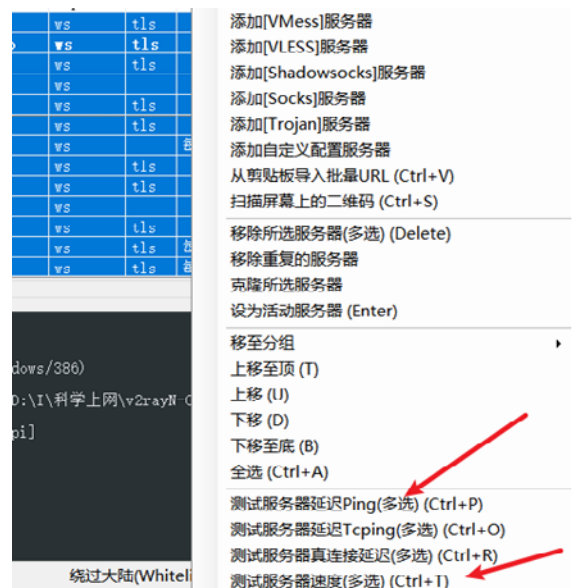 ws tls
ws tls
ws tls
ws
ws tls
ws tls
ws
ws tls
ws tls
ws
ws tls
ws tls
ws tls
dows/386)
D:\I\科学上网\v2rayN-C
pi]
绕过大陆(Whiteli
添加[VMess]服务器
添加[VLESS]服务器
添加[Shadowsocks]服务器
添加[Socks]服务器
添加[Trojan]服务器
添加自定义配置服务器
从剪贴板导入批量URL (Ctrl+V)
扫描屏幕上的二维码 (Ctrl+S)
移除所选服务器(多选) (Delete)
移除重复的服务器
克隆所选服务器
设为活动服务器 (Enter)
移至分组
上移至顶 (T)
上移 (U)
下移 (D)
下移至底 (B)
全选 (Ctrl+A)
测试服务器延迟Ping(多选) (Ctrl+P)
测试服务器延迟Tcping(多选) (Ctrl+O)
测试服务器真连接延迟(多选) (Ctrl+R)
测试服务器速度(多选) (Ctrl+T)